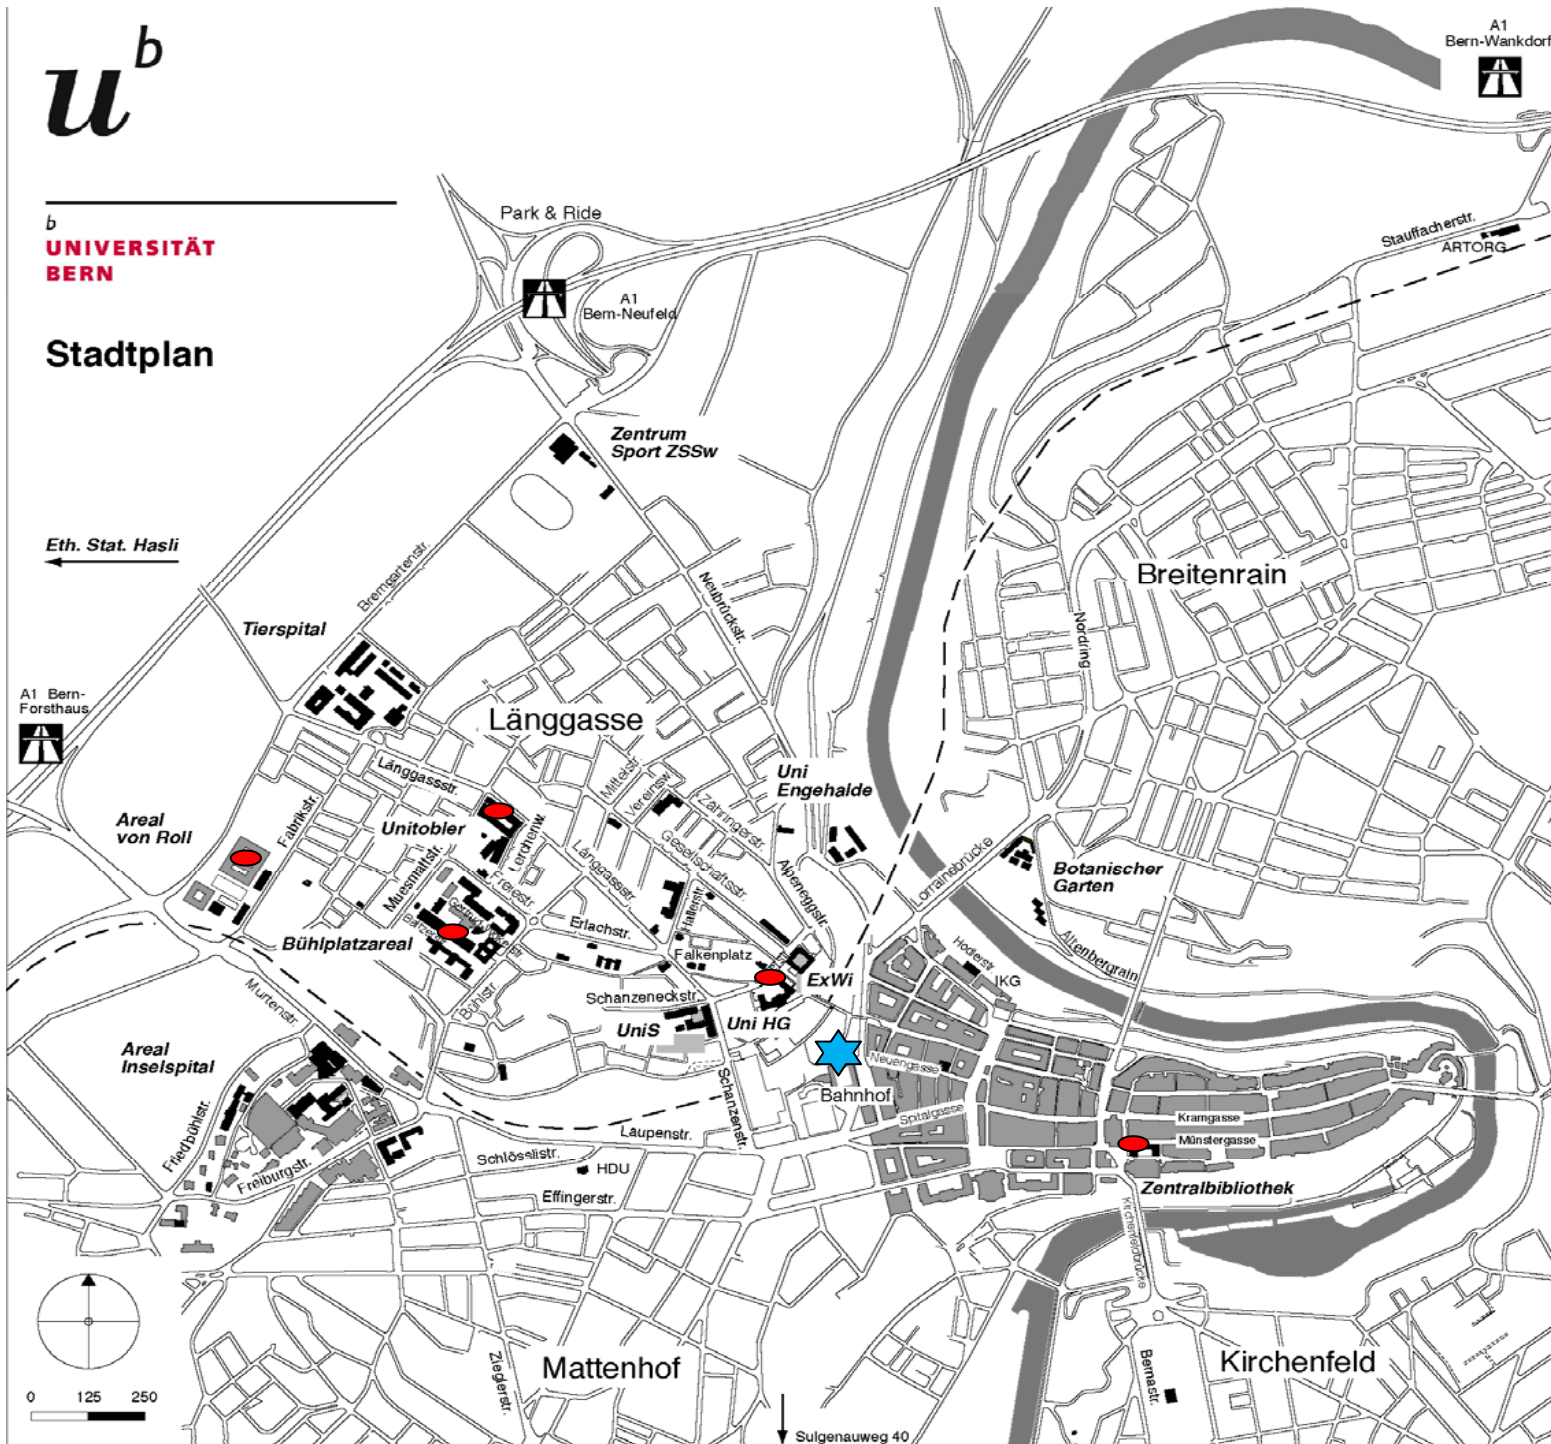 u
b
b
UNIVERSITÄT
BERN
Stadtplan
A1
Bern-Wankdorf
Park & Ride
A1
Bern-Neufeld
Stauffacherstr.
ARTORG
Zentrum
Sport ZSSw
Eth. Stat. Hasli
Bremgartenstr.
Neubrückstr.
Breitenrain
Nordring
Tierspital
A1 Bern-
Forsthaus
Länggasse
Länggassstr.
Mittelstr.
Vereinsw.
Zähringerstr.
Gesellschaftsstr.
Uni
Engehalde
Areal
von Roll
Fabrikstr.
Unitobler
Lerchenw.
Länggassstr.
Muesmattstr.
Freiestr.
Alpeneggstr.
Lorrainebrücke
Botanischer
Garten
Altenbergrain
Bühlplatzareal
Baltzerstr.
Erlachstr.
Hallerstr.
Falkenplatz
ExWi
Hodlerstr.
IKG
Murtenstr.
Bühlstr.
Schanzeneckstr.
UniS
Uni HG
Areal
Inselspital
Neuengasse
Bahnhof
Schanzenstr.
Spitalgasse
Kramgasse
Münstergasse
Friedbühlstr.
Freiburgstr.
Laupenstr.
Schlösslistr.
HDU
Effingerstr.
Zentralbibliothek
Kirchenfeldbrücke
Zieglerstr.
Mattenhof
Bernastr.
Kirchenfeld
0 125 250
Sulgenauweg 40